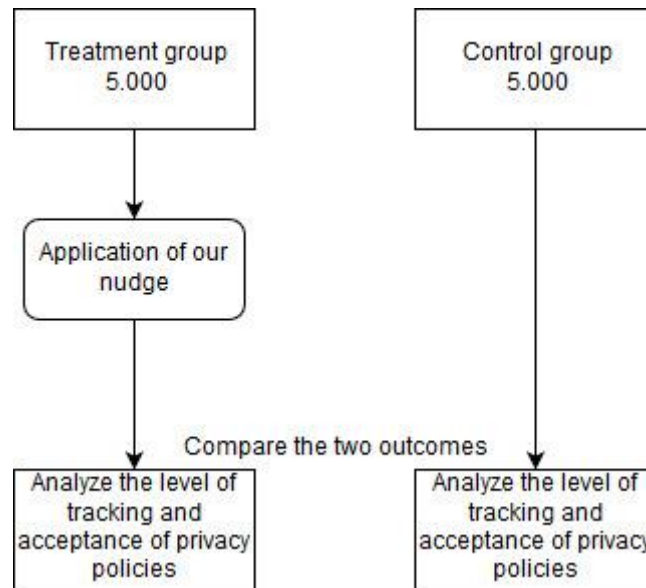 Treatment group
5.000
Control group
5.000
Application of our
nudge
Compare the two outcomes
Analyze the level of
tracking and
acceptance of privacy
policies
Analyze the level of
tracking and
acceptance of privacy
policies